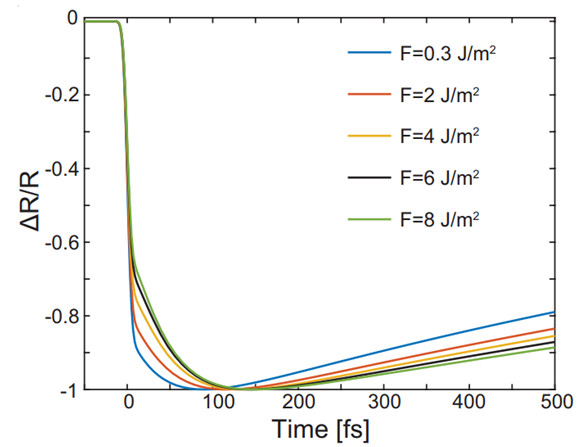 0
-0.2
-0.4
-0.6
-0.8
-1
ΔR/R
F=0.3 J/m²
F=2 J/m²
F=4 J/m²
F=6 J/m²
F=8 J/m²
0 100 200 300 400 500
Time [fs]